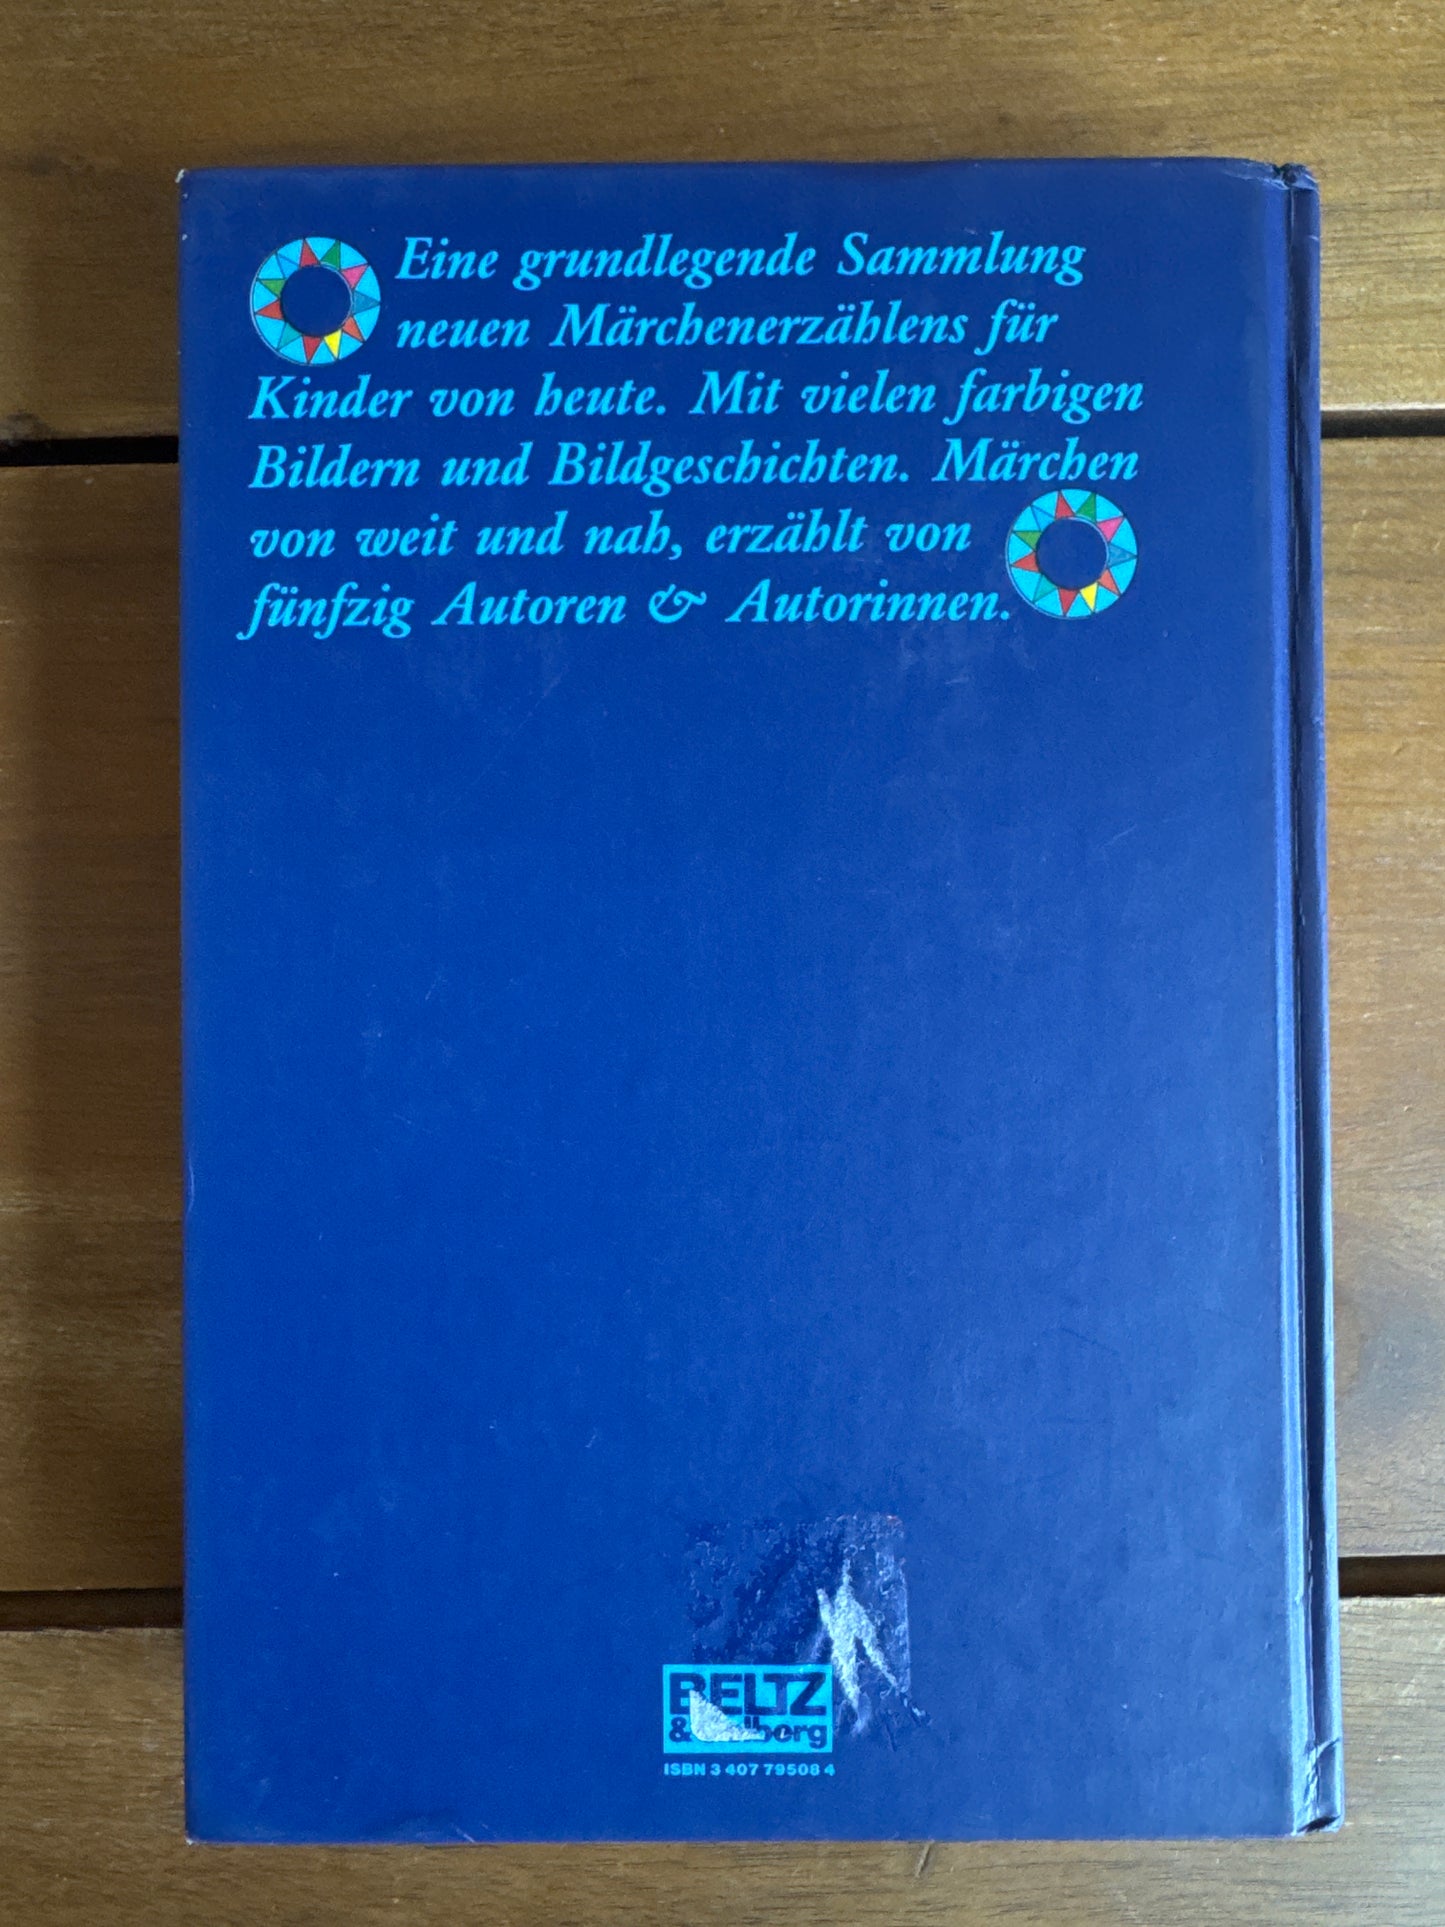 Eine grundlegende Sammlung
neuen Märchenerzählens für
Kinder von heute. Mit vielen farbigen
Bildern und Bildgeschichten. Märchen
von weit und nah, erzählt von
fünfzig Autoren & Autorinnen.
BELTZ
&
ISBN 3 407 79508 4